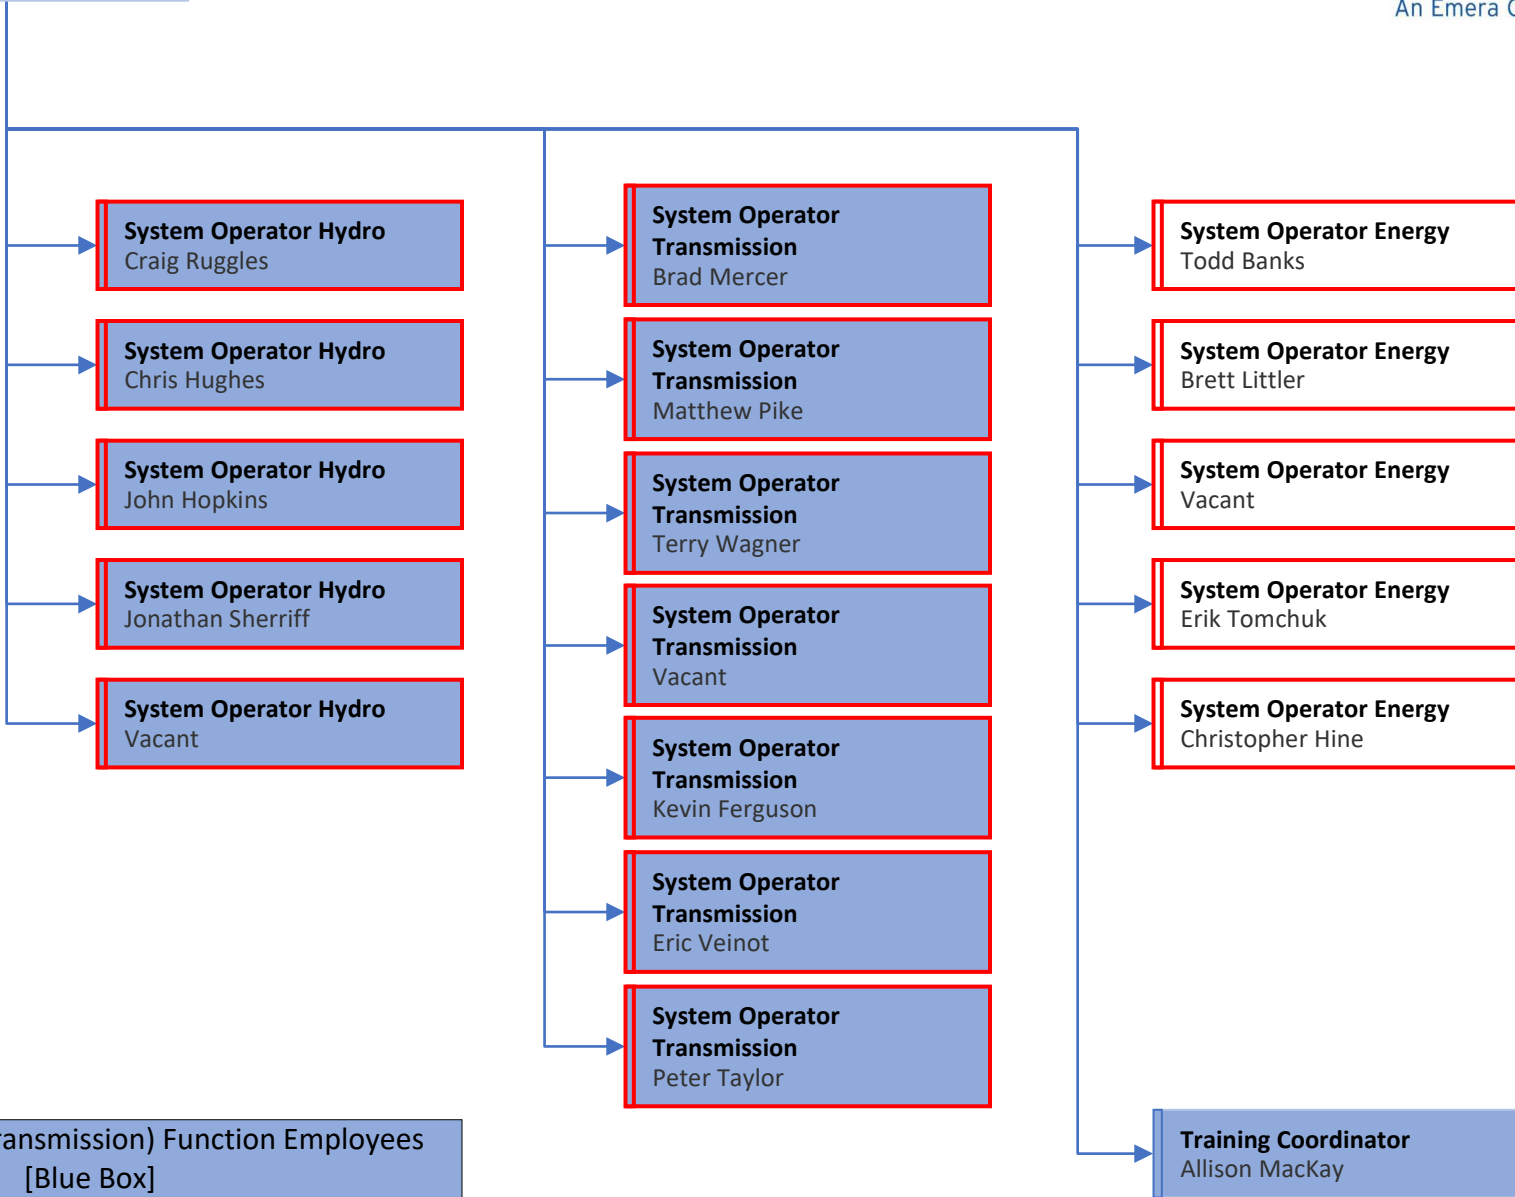 An Emera
System Operator Hydro
Craig Ruggles
System Operator Hydro
Chris Hughes
System Operator Hydro
John Hopkins
System Operator Hydro
Jonathan Sherriff
System Operator Hydro
Vacant
System Operator
Transmission
Brad Mercer
System Operator
Transmission
Matthew Pike
System Operator
Transmission
Terry Wagner
System Operator
Transmission
Vacant
System Operator
Transmission
Kevin Ferguson
System Operator
Transmission
Eric Veinot
System Operator
Transmission
Peter Taylor
System Operator Energy
Todd Banks
System Operator Energy
Brett Littler
System Operator Energy
Vacant
System Operator Energy
Erik Tomchuk
System Operator Energy
Christopher Hine
Training Coordinator
Allison MacKay
ransmission) Function Employees
[Blue Box]